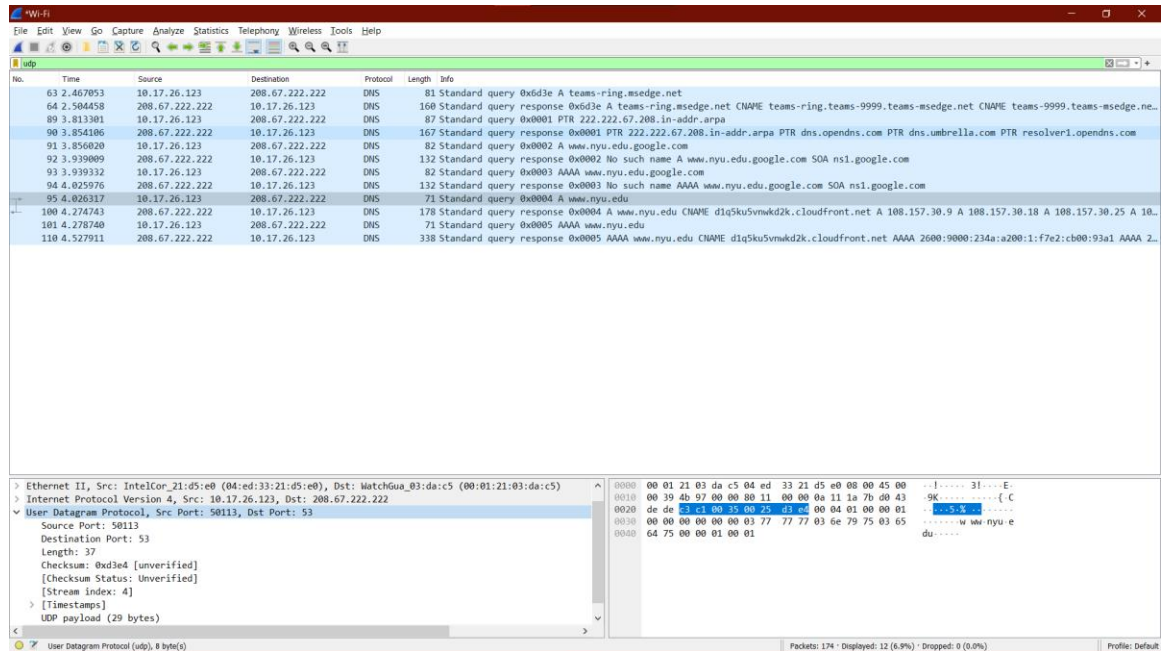 *Wi-Fi
File Edit View Go Capture Analyze Statistics Telephony Wireless Tools Help
udp
No. Time Source Destination Protocol Length Info
63 2.467053 10.17.26.123 208.67.222.222 DNS 81 Standard query 0x6d3e A teams-ring.msedge.net
64 2.504458 208.67.222.222 10.17.26.123 DNS 160 Standard query response 0x6d3e A teams-ring.msedge.net CNAME teams-ring.teams-9999.teams-msedge.net CNAME teams-9999.teams-msedge.ne…
89 3.813301 10.17.26.123 208.67.222.222 DNS 87 Standard query 0x0001 PTR 222.222.67.208.in-addr.arpa
90 3.854106 208.67.222.222 10.17.26.123 DNS 167 Standard query response 0x0001 PTR 222.222.67.208.in-addr.arpa PTR dns.opendns.com PTR dns.umbrella.com PTR resolver1.opendns.com
91 3.856020 10.17.26.123 208.67.222.222 DNS 82 Standard query 0x0002 A www.nyu.edu.google.com
92 3.939009 208.67.222.222 10.17.26.123 DNS 132 Standard query response 0x0002 No such name A www.nyu.edu.google.com SOA ns1.google.com
93 3.939332 10.17.26.123 208.67.222.222 DNS 82 Standard query 0x0003 AAAA www.nyu.edu.google.com
94 4.025976 208.67.222.222 10.17.26.123 DNS 132 Standard query response 0x0003 No such name AAAA www.nyu.edu.google.com SOA ns1.google.com
95 4.026317 10.17.26.123 208.67.222.222 DNS 71 Standard query 0x0004 A www.nyu.edu
100 4.274743 208.67.222.222 10.17.26.123 DNS 178 Standard query response 0x0004 A www.nyu.edu CNAME d1q5ku5vnwkd2k.cloudfront.net A 108.157.30.9 A 108.157.30.18 A 108.157.30.25 A 10…
101 4.278740 10.17.26.123 208.67.222.222 DNS 71 Standard query 0x0005 AAAA www.nyu.edu
110 4.527911 208.67.222.222 10.17.26.123 DNS 338 Standard query response 0x0005 AAAA www.nyu.edu CNAME d1q5ku5vnwkd2k.cloudfront.net AAAA 2600:9000:234a:a200:1:f7e2:cb00:93a1 AAAA 2…
> Ethernet II, Src: IntelCor_21:d5:e0 (04:ed:33:21:d5:e0), Dst: WatchGua_03:da:c5 (00:01:21:03:da:c5)
> Internet Protocol Version 4, Src: 10.17.26.123, Dst: 208.67.222.222
User Datagram Protocol, Src Port: 50113, Dst Port: 53
Source Port: 50113
Destination Port: 53
Length: 37
Checksum: 0xd3e4 [unverified]
[Checksum Status: Unverified]
[Stream index: 4]
> [Timestamps]
UDP payload (29 bytes)
0000 00 01 21 03 da c5 04 ed 33 21 d5 e0 08 00 45 00 ··!····· 3!····E·
0010 00 39 4b 97 00 00 80 11 00 00 0a 11 1a 7b d0 43 ·9K····· ·····{·C
0020 de de c3 c1 00 35 00 25 d3 e4 00 04 01 00 00 01 ·····5·% ········
0030 00 00 00 00 00 00 03 77 77 77 03 6e 79 75 03 65 ·······w ww·nyu·e
0040 64 75 00 00 01 00 01 du·····
User Datagram Protocol (udp), 8 byte(s) Packets: 174 · Displayed: 12 (6.9%) · Dropped: 0 (0.0%) Profile: Default